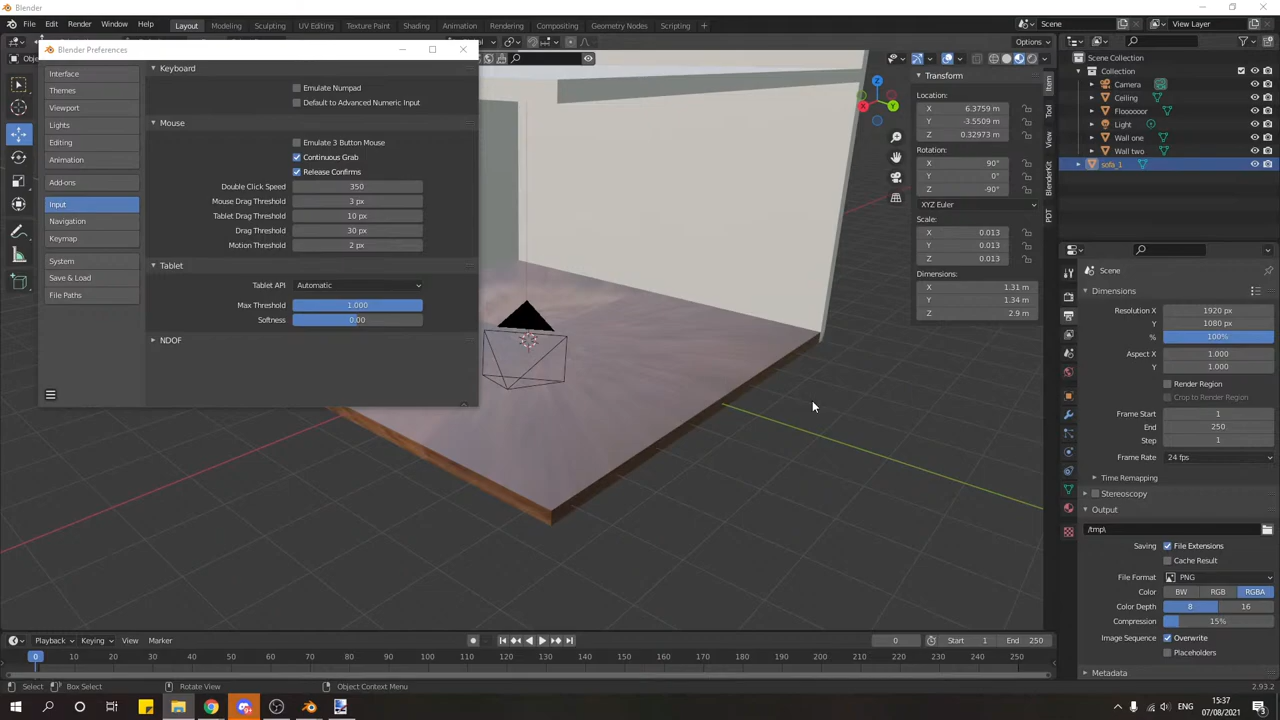 Blender
File Edit Render Window Help Layout Modeling Sculpting UV Editing Texture Paint Shading Animation Rendering Compositing Geometry Nodes Scripting + Scene View Layer
Blender Preferences
Options
Interface
Themes
Viewport
Lights
Editing
Animation
Add-ons
Input
Navigation
Keymap
System
Save & Load
File Paths
Keyboard
Emulate Numpad
Default to Advanced Numeric Input
Mouse
Emulate 3 Button Mouse
Continuous Grab
Release Confirms
Double Click Speed 350
Mouse Drag Threshold 3 px
Tablet Drag Threshold 10 px
Drag Threshold 30 px
Motion Threshold 2 px
Tablet
Tablet API Automatic
Max Threshold 1.000
Softness 0.00
NDOF
X Y Z
Transform
Location:
X 6.3759 m
Y -3.5509 m
Z 0.32973 m
Rotation:
X 90°
Y 0°
Z -90°
XYZ Euler
Scale:
X 0.013
Y 0.013
Z 0.013
Dimensions:
X 1.31 m
Y 1.34 m
Z 2.9 m
Item
Tool
View
BlenderKit
PDT
Scene Collection
Collection
Camera
Ceiling
Flooooor
Light
Wall one
Wall two
sofa_1
Scene
Dimensions
Resolution X 1920 px
Y 1080 px
% 100%
Aspect X 1.000
Y 1.000
Render Region
Crop to Render Region
Frame Start 1
End 250
Step 1
Frame Rate 24 fps
Time Remapping
Stereoscopy
Output
/tmp\
Saving File Extensions
Cache Result
File Format PNG
Color BW RGB RGBA
Color Depth 8 16
Compression 15%
Image Sequence Overwrite
Placeholders
Metadata
Playback Keying View Marker 0 Start 1 End 250
0 10 20 30 40 50 60 70 80 90 100 110 120 130 140 150 160 170 180 190 200 210 220 230 240 250
Select Box Select Rotate View Object Context Menu 2.93.2
15:37
07/08/2021